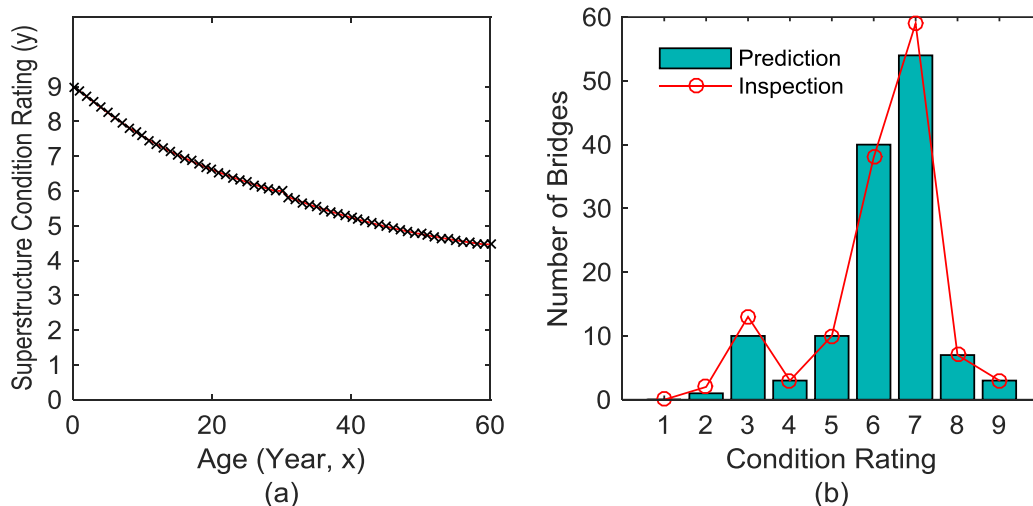 Superstructure Condition Rating (y)
9
8
7
6
5
4
3
2
1
0
0 20 40 60
Age (Year, x)
(a)
Number of Bridges
60
50
40
30
20
10
0
Prediction
Inspection
1 2 3 4 5 6 7 8 9
Condition Rating
(b)